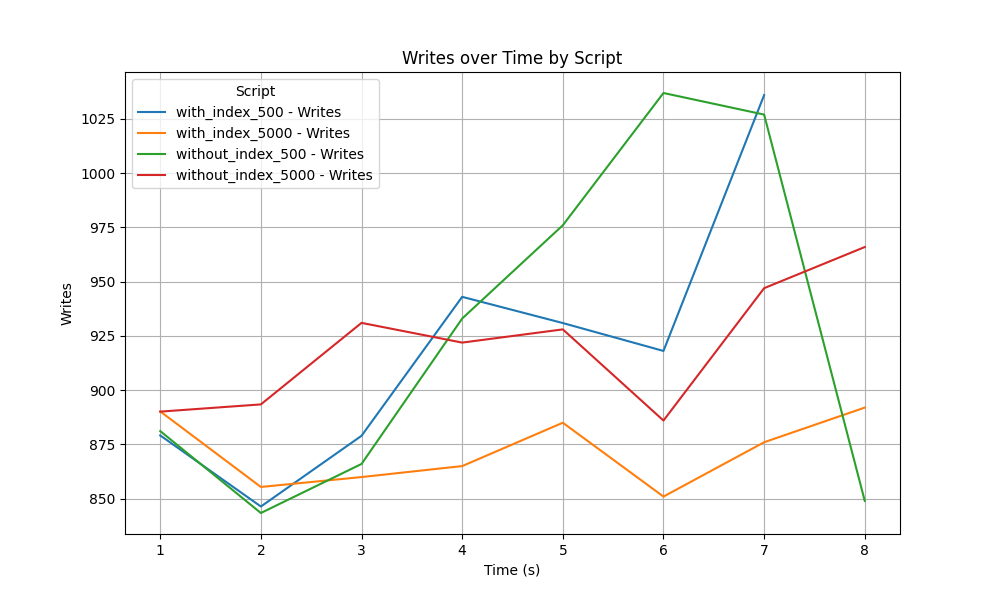 Writes over Time by Script
Script
with_index_500 - Writes
with_index_5000 - Writes
without_index_500 - Writes
without_index_5000 - Writes
Writes
1025
1000
975
950
925
900
875
850
1 2 3 4 5 6 7 8
Time (s)